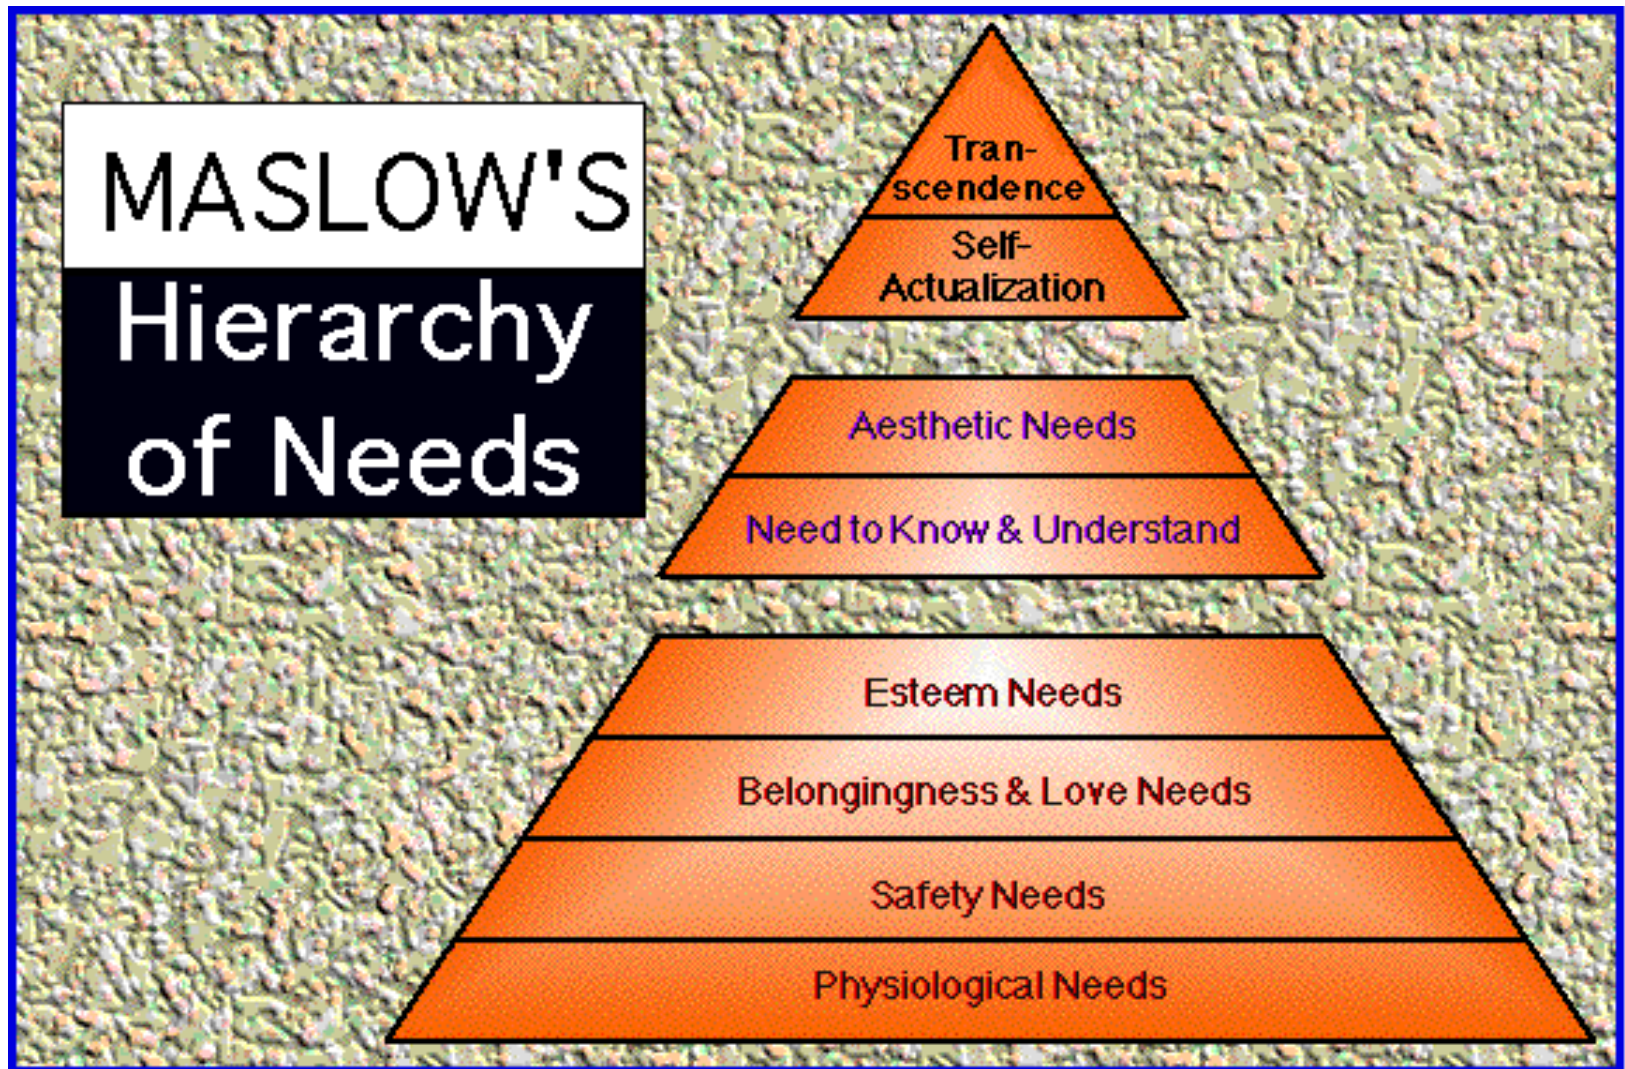 MASLOW'S
Hierarchy
of Needs
Tran-
scendence
Self-
Actualization
Aesthetic Needs
Need to Know & Understand
Esteem Needs
Belongingness & Love Needs
Safety Needs
Physiological Needs